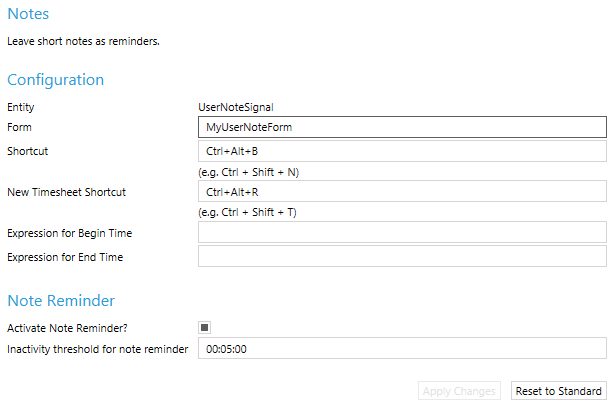 Notes
Leave short notes as reminders.
Configuration
Entity UserNoteSignal
Form MyUserNoteForm
Shortcut Ctrl+Alt+B
(e.g. Ctrl + Shift + N)
New Timesheet Shortcut Ctrl+Alt+R
(e.g. Ctrl + Shift + T)
Expression for Begin Time
Expression for End Time
Note Reminder
Activate Note Reminder?
Inactivity threshold for note reminder 00:05:00
Apply Changes Reset to Standard